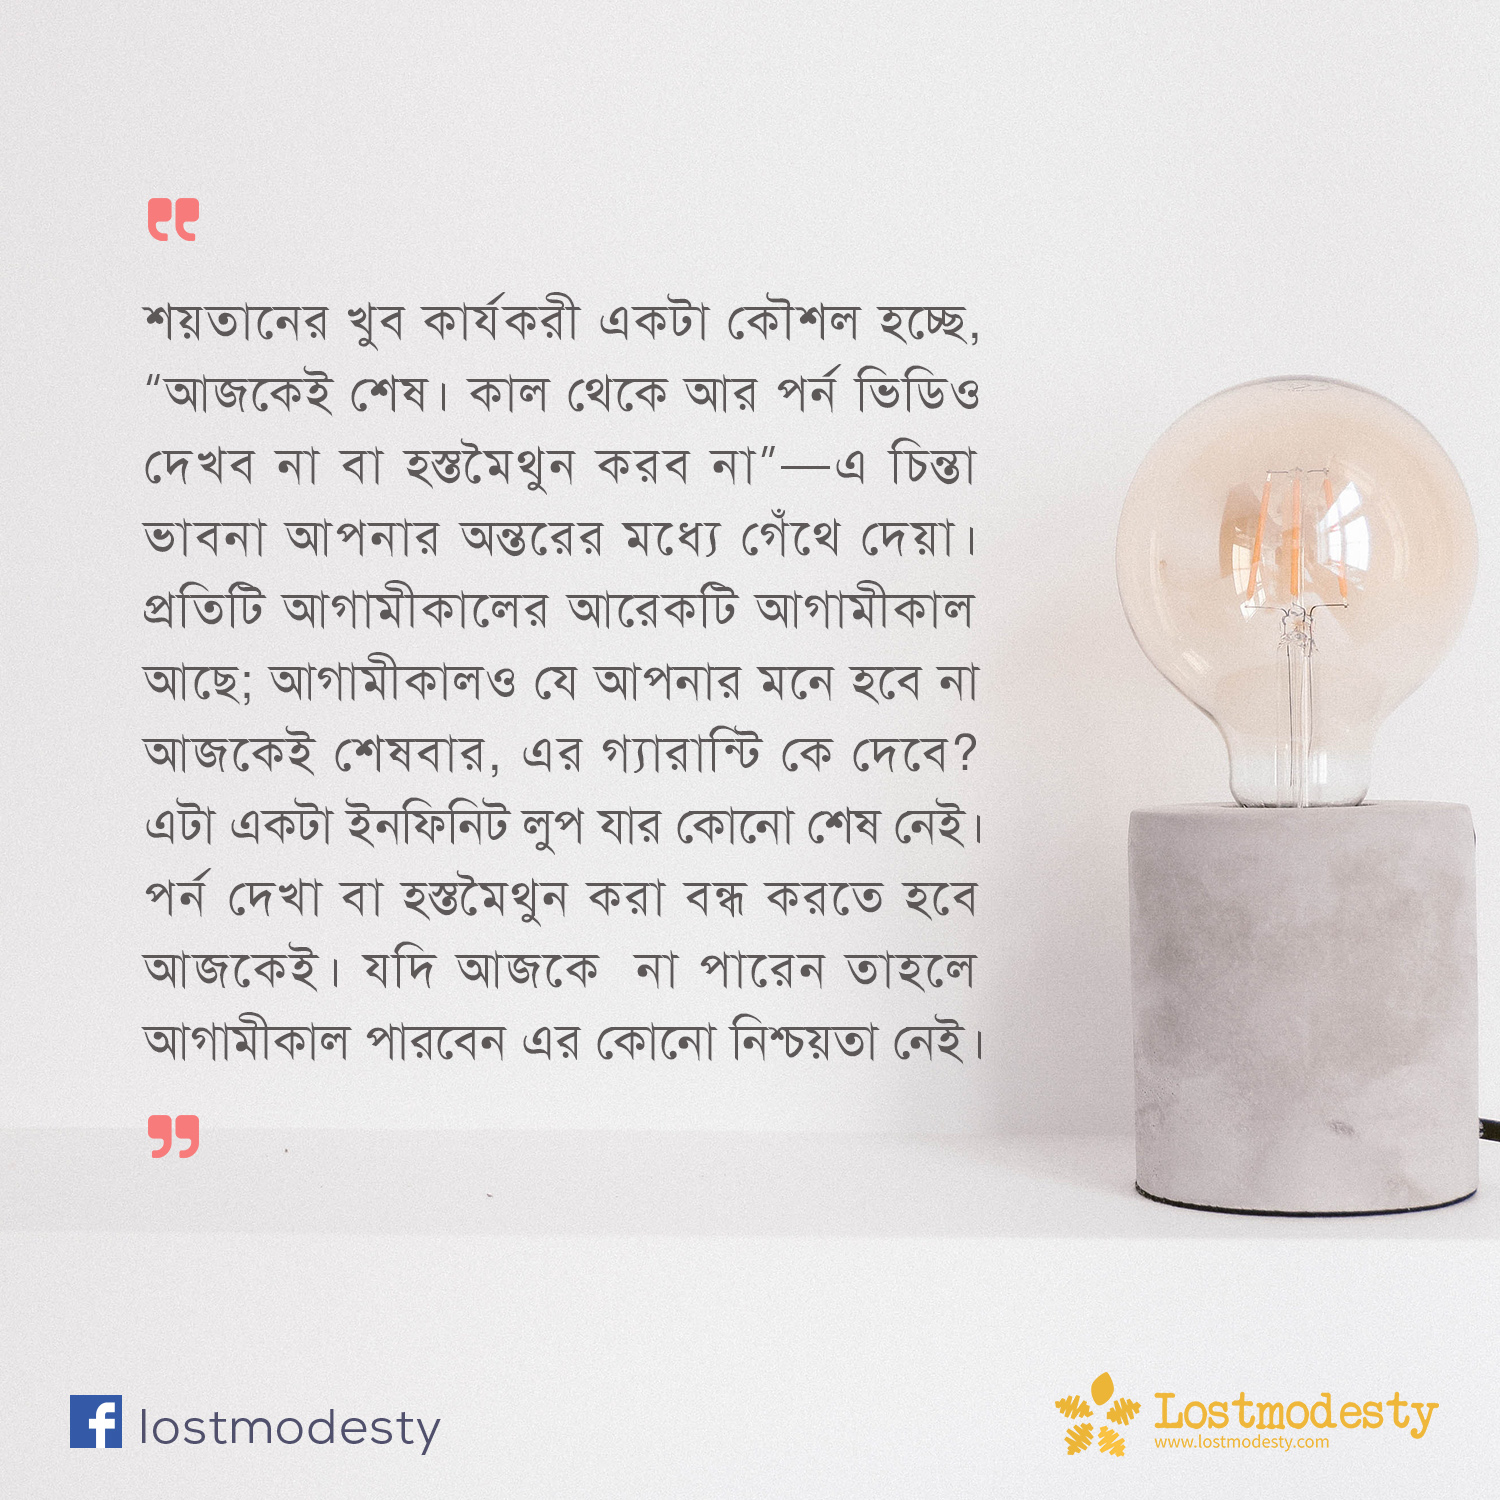 শয়তানের খুব কার্যকরী একটা কৌশল হচ্ছে,
"আজকেই শেষ। কাল থেকে আর পর্ন ভিডিও
দেখব না বা হস্তমৈথুন করব না"—এ চিন্তা
ভাবনা আপনার অন্তরের মধ্যে গেঁথে দেয়া।
প্রতিটি আগামীকালের আরেকটি আগামীকাল
আছে; আগামীকালও যে আপনার মনে হবে না
আজকেই শেষবার, এর গ্যারান্টি কে দেবে?
এটা একটা ইনফিনিট লুপ যার কোনো শেষ নেই।
পর্ন দেখা বা হস্তমৈথুন করা বন্ধ করতে হবে
আজকেই। যদি আজকে না পারেন তাহলে
আগামীকাল পারবেন এর কোনো নিশ্চয়তা নেই।
f lostmodesty
Lostmodesty
www.lostmodesty.com